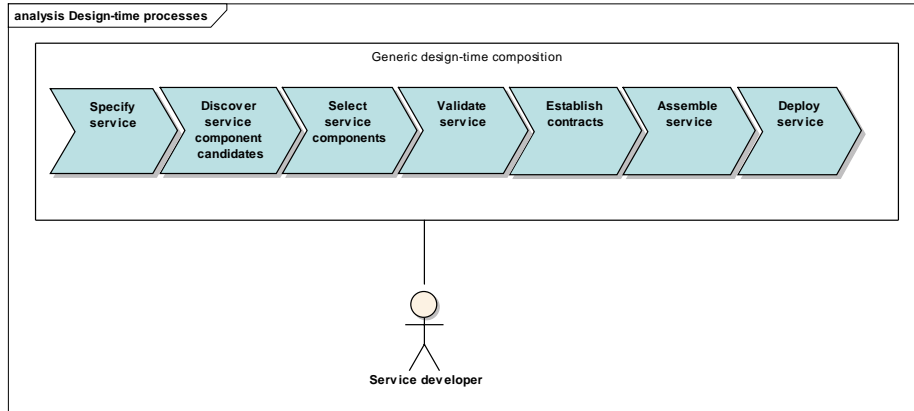 analysis Design-time processes
Generic design-time composition
Specify
service
Discover
service
component
candidates
Select
service
components
Validate
service
Establish
contracts
Assemble
service
Deploy
service
Service developer